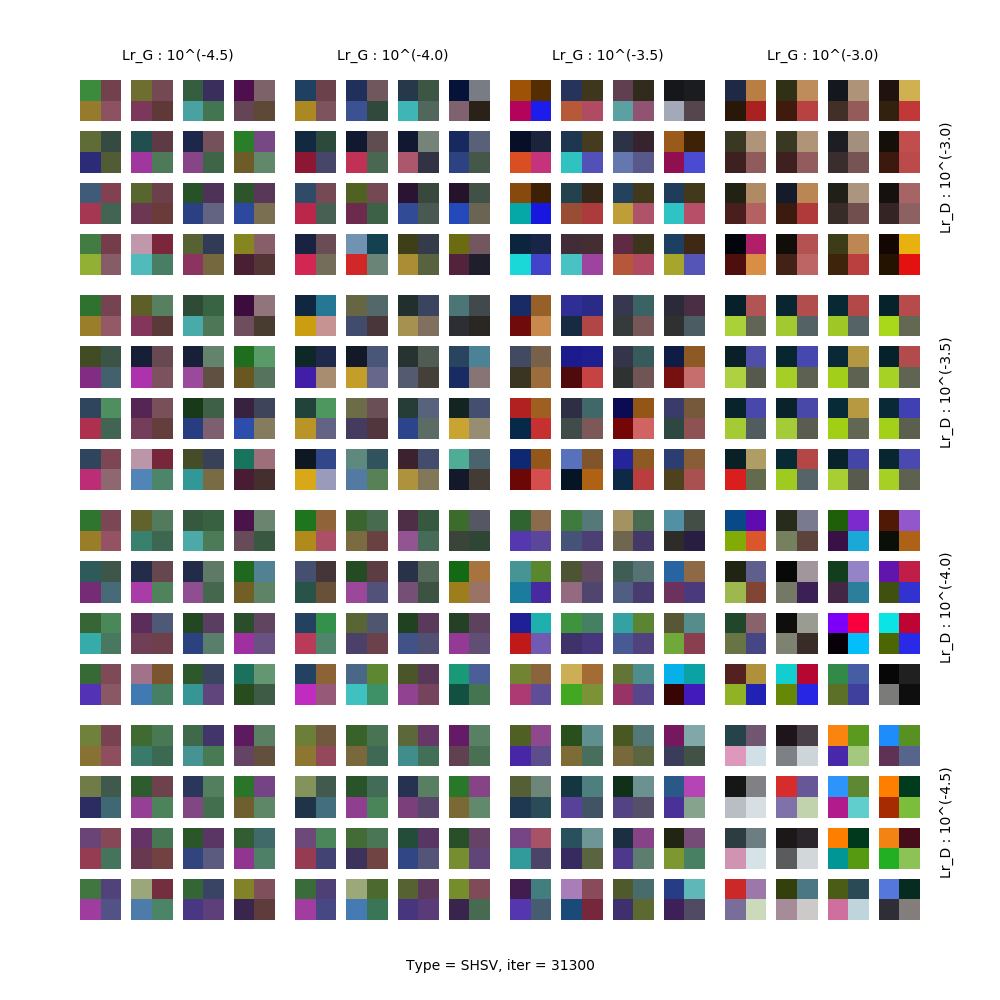 Lr_G : 10^(-4.5)
Lr_G : 10^(-4.0)
Lr_G : 10^(-3.5)
Lr_G : 10^(-3.0)
Lr_D : 10^(-3.0)
Lr_D : 10^(-3.5)
Lr_D : 10^(-4.0)
Lr_D : 10^(-4.5)
Type = SHSV, iter = 31300